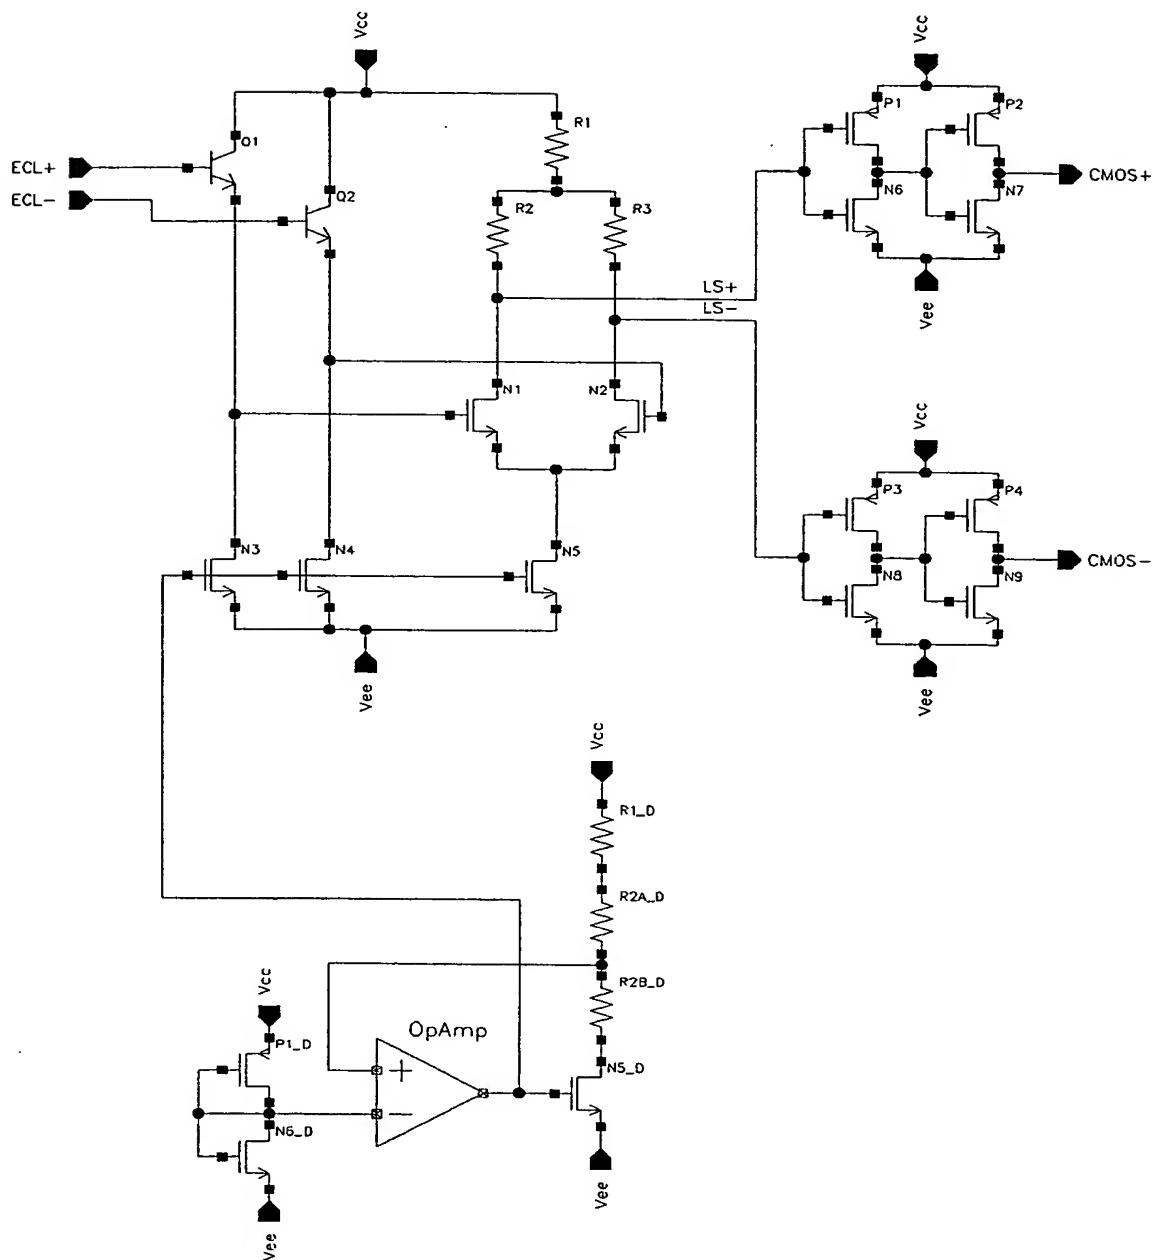 Vcc
Vcc
P1
P2
R1
Q1
ECL+
CMOS+
ECL-
Q2
N6
N7
R2
R3
LS+
LS-
Vee
N1
N2
Vcc
P3
P4
N3
N4
N5
CMOS-
N8
N9
Vee
Vee
Vcc
R1_D
R2A_D
Vcc
R2B_D
OpAmp
P1_D
N5_D
+
-
N6_D
Vee
Vee